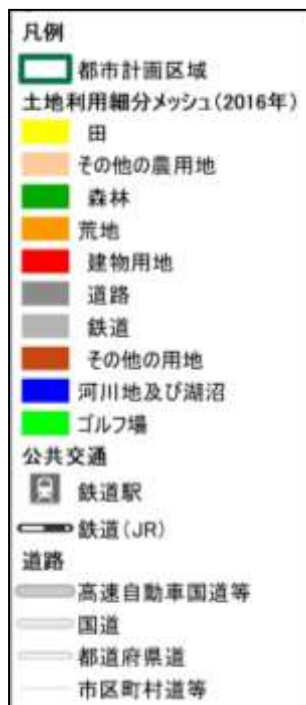 凡例
都市計画区域
土地利用細分メッシュ(2016年)
田
その他の農用地
森林
荒地
建物用地
道路
鉄道
その他の用地
河川地及び湖沼
ゴルフ場
公共交通
鉄道駅
鉄道(JR)
道路
高速自動車国道等
国道
都道府県道
市区町村道等